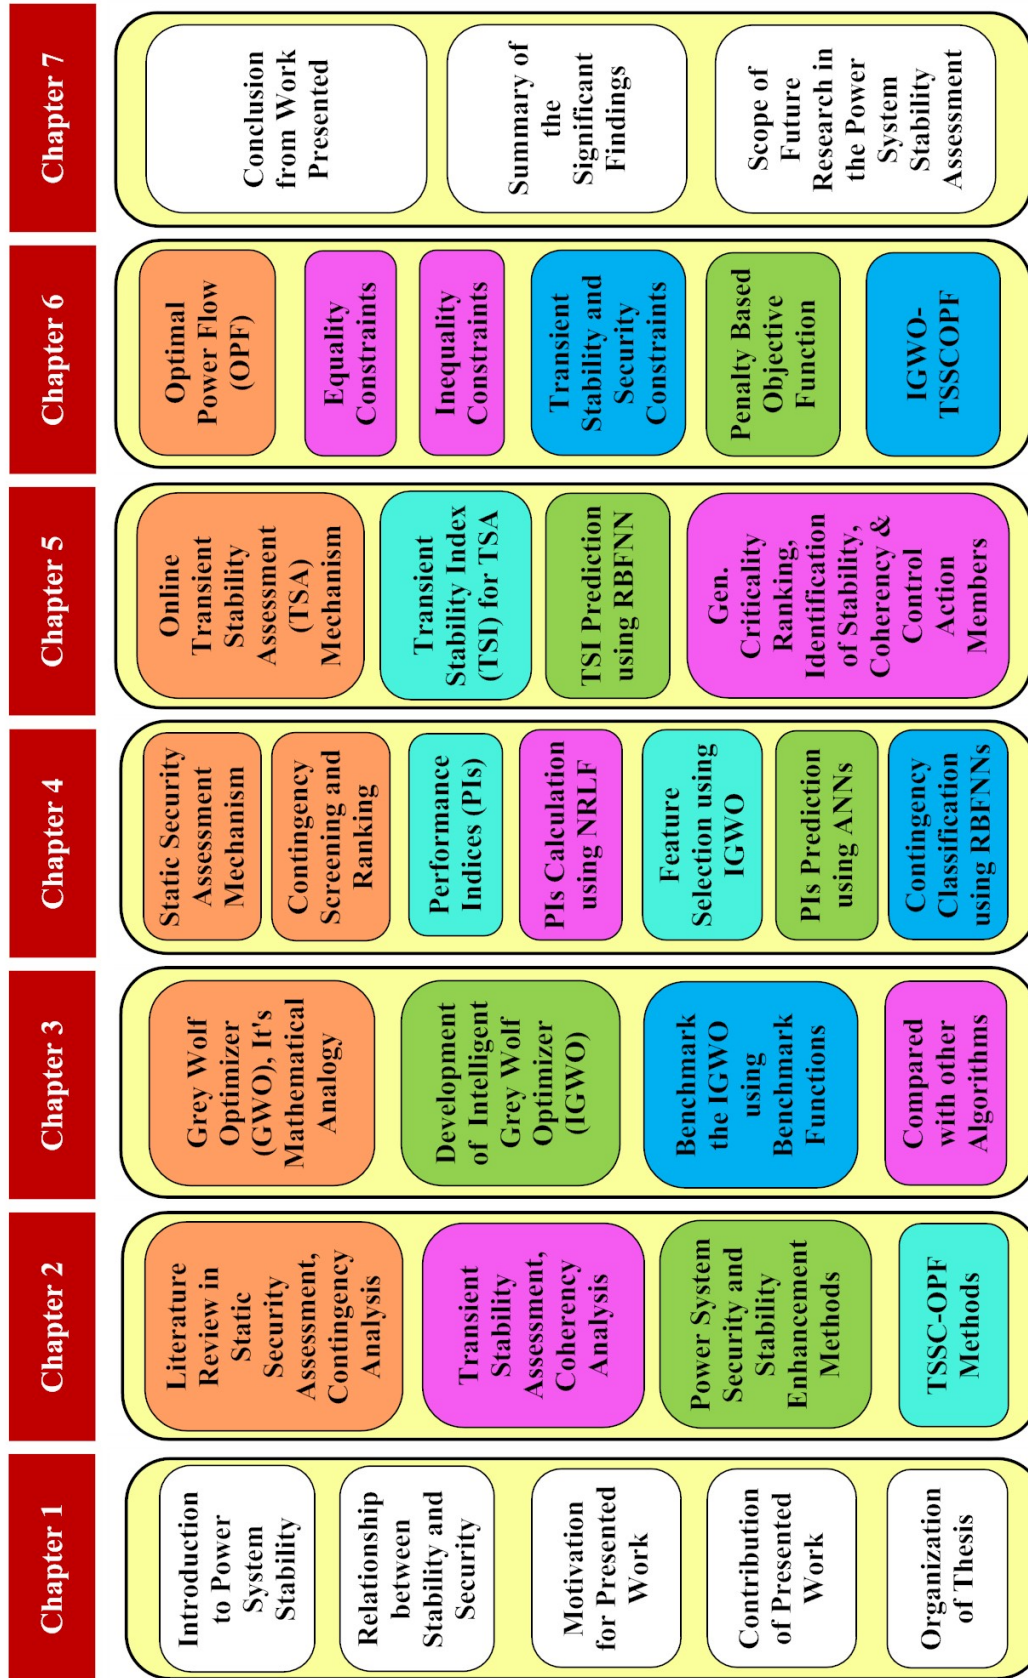 Chapter 1
Introduction
to Power
System
Stability
Relationship
between
Stability and
Security
Motivation
for Presented
Work
Contribution
of Presented
Work
Organization
of Thesis
Chapter 2
Literature
Review in
Static
Security
Assessment,
Contingency
Analysis
Transient
Stability
Assessment,
Coherency
Analysis
Power System
Security and
Stability
Enhancement
Methods
TSSC-OPF
Methods
Chapter 3
Grey Wolf
Optimizer
(GWO), It's
Mathematical
Analogy
Development
of Intelligent
Grey Wolf
Optimizer
(IGWO)
Benchmark
the IGWO
using
Benchmark
Functions
Compared
with other
Algorithms
Chapter 4
Static Security
Assessment
Mechanism
Contingency
Screening and
Ranking
Performance
Indices (PIs)
PIs Calculation
using NRLF
Feature
Selection using
IGWO
PIs Prediction
using ANNs
Contingency
Classification
using RBFNNs
Chapter 5
Online
Transient
Stability
Assessment
(TSA)
Mechanism
Transient
Stability Index
(TSI) for TSA
TSI Prediction
using RBFNN
Gen.
Criticality
Ranking,
Identification
of Stability,
Coherency &
Control
Action
Members
Chapter 6
Optimal
Power Flow
(OPF)
Equality
Constraints
Inequality
Constraints
Transient
Stability and
Security
Constraints
Penalty Based
Objective
Function
IGWO-
TSSCOPF
Chapter 7
Conclusion
from Work
Presented
Summary of
the
Significant
Findings
Scope of
Future
Research in
the Power
System
Stability
Assessment